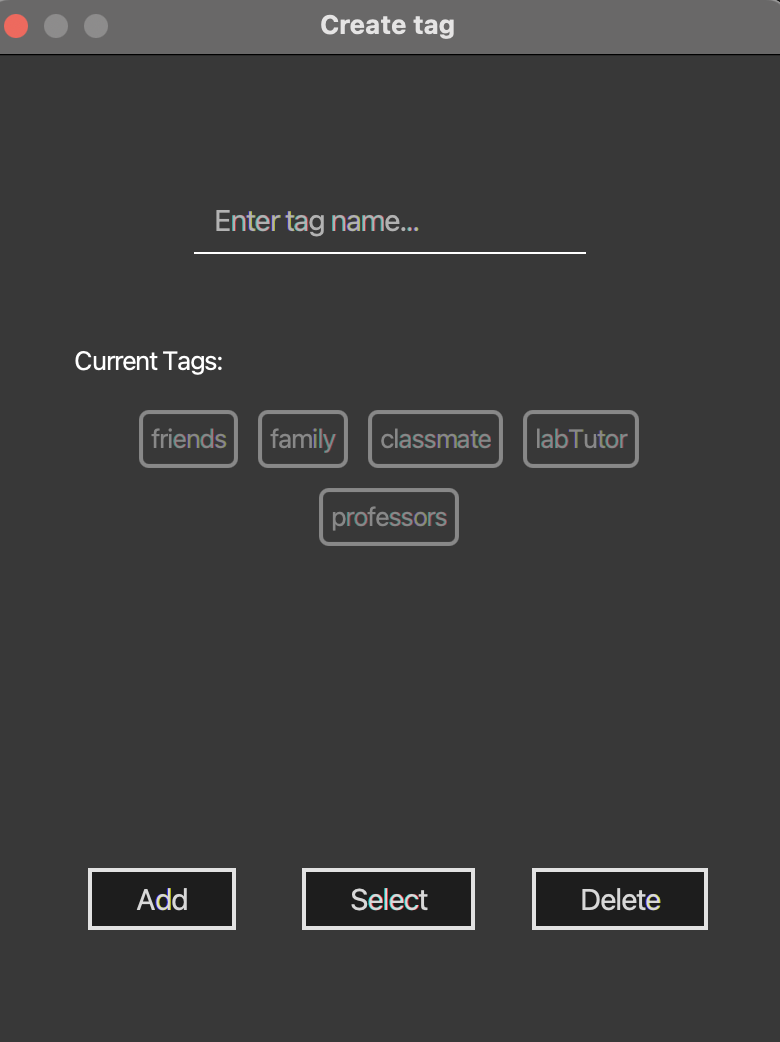 Create tag
Enter tag name...
Current Tags:
friends family classmate labTutor
professors
Add Select Delete